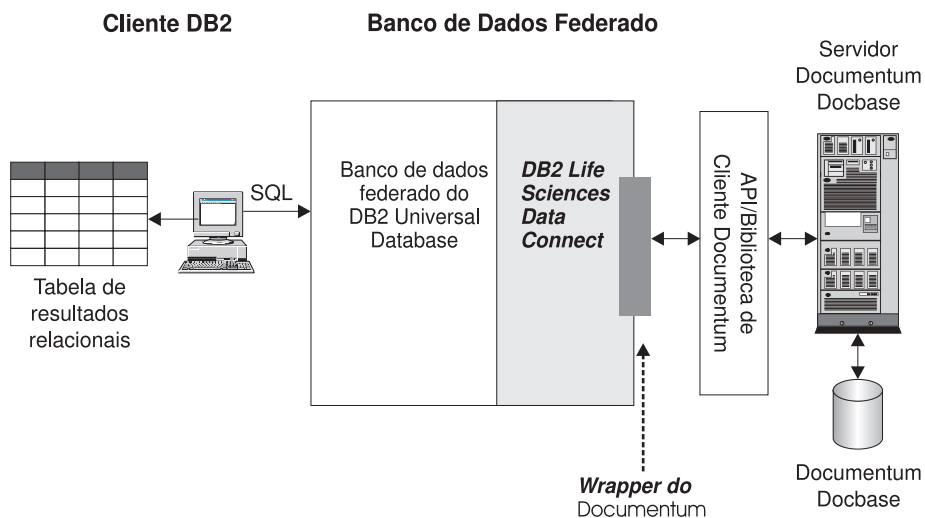 Cliente DB2
Banco de Dados Federado
Servidor
Documentum
Docbase
SQL
Banco de dados
federado do
DB2 Universal
Database
DB2 Life
Sciences
Data
Connect
API/Biblioteca de
Cliente Documentum
Tabela de
resultados
relacionais
Wrapper do
Documentum
Documentum
Docbase